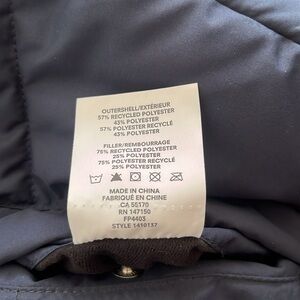 OUTERSHELL/EXTÉRIEUR
57% RECYCLED POLYESTER
43% POLYESTER
57% POLYESTER RECYCLÉ
43% POLYESTER
FILLER/REMBOURRAGE
75% RECYCLED POLYESTER
25% POLYESTER
75% POLYESTER RECYCLÉ
25% POLYESTER
MADE IN CHINA
FABRIQUÉ EN CHINE
CA 55170
RN 147150
FP4403
STYLE 1410137